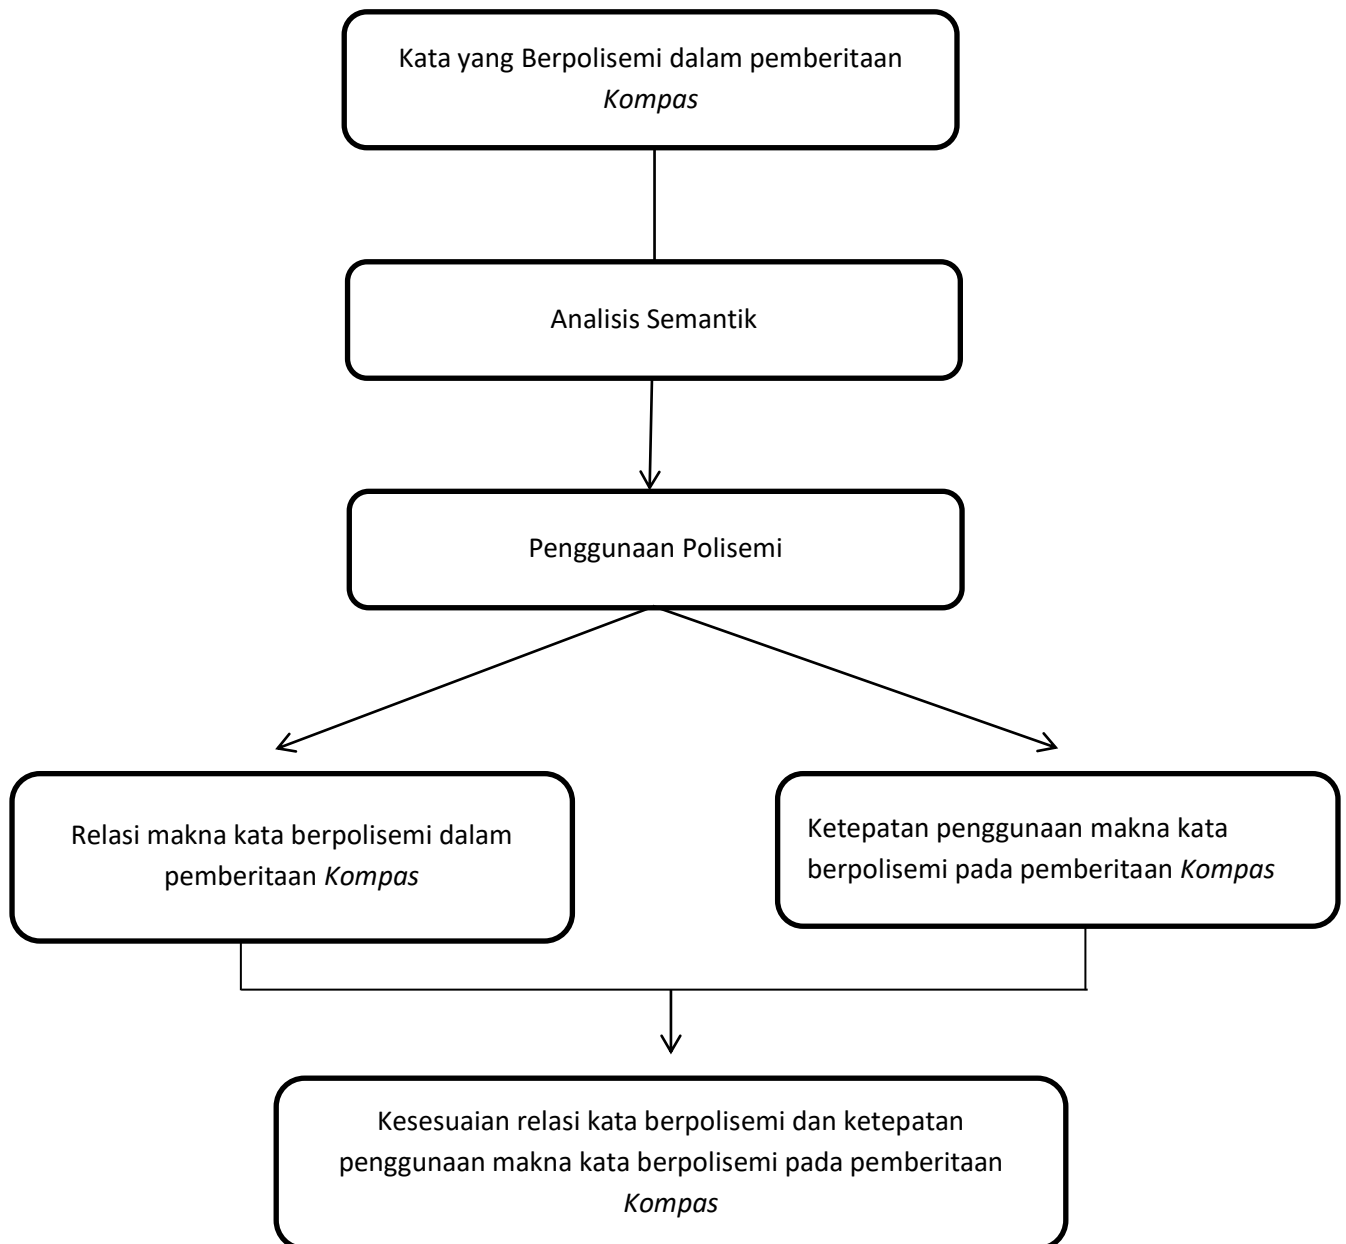 Kata yang Berpolisemi dalam pemberitaan
Kompas
Analisis Semantik
Penggunaan Polisemi
Relasi makna kata berpolisemi dalam
pemberitaan Kompas
Ketepatan penggunaan makna kata
berpolisemi pada pemberitaan Kompas
Kesesuaian relasi kata berpolisemi dan ketepatan
penggunaan makna kata berpolisemi pada pemberitaan
Kompas